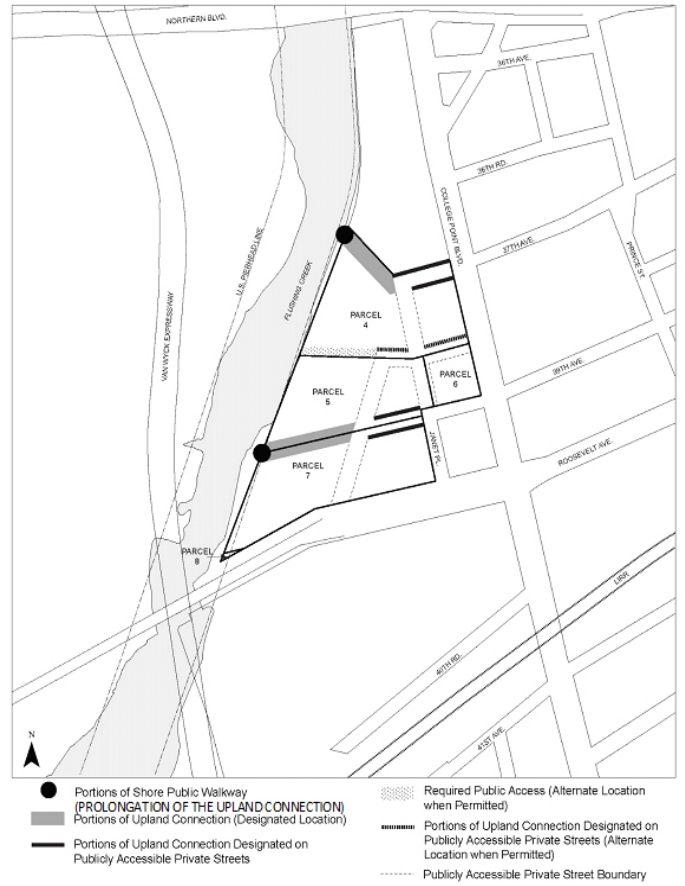 NORTHERN BLVD.
36TH AVE.
36TH RD.
COLLEGE POINT BLVD.
37TH AVE.
PRINCE ST.
U.S. PIERHEAD LINE
FLUSHING CREEK
VAN WYCK EXPRESSWAY
PARCEL
4
PARCEL
5
PARCEL
6
39TH AVE.
JANET PL.
ROOSEVELT AVE.
PARCEL
7
PARCEL
8
LIRR
40TH RD.
41ST AVE.
N
Portions of Shore Public Walkway
(PROLONGATION OF THE UPLAND CONNECTION)
Portions of Upland Connection (Designated Location)
Portions of Upland Connection Designated on
Publicly Accessible Private Streets
Required Public Access (Alternate Location
when Permitted)
Portions of Upland Connection Designated on
Publicly Accessible Private Streets (Alternate
Location when Permitted)
Publicly Accessible Private Street Boundary